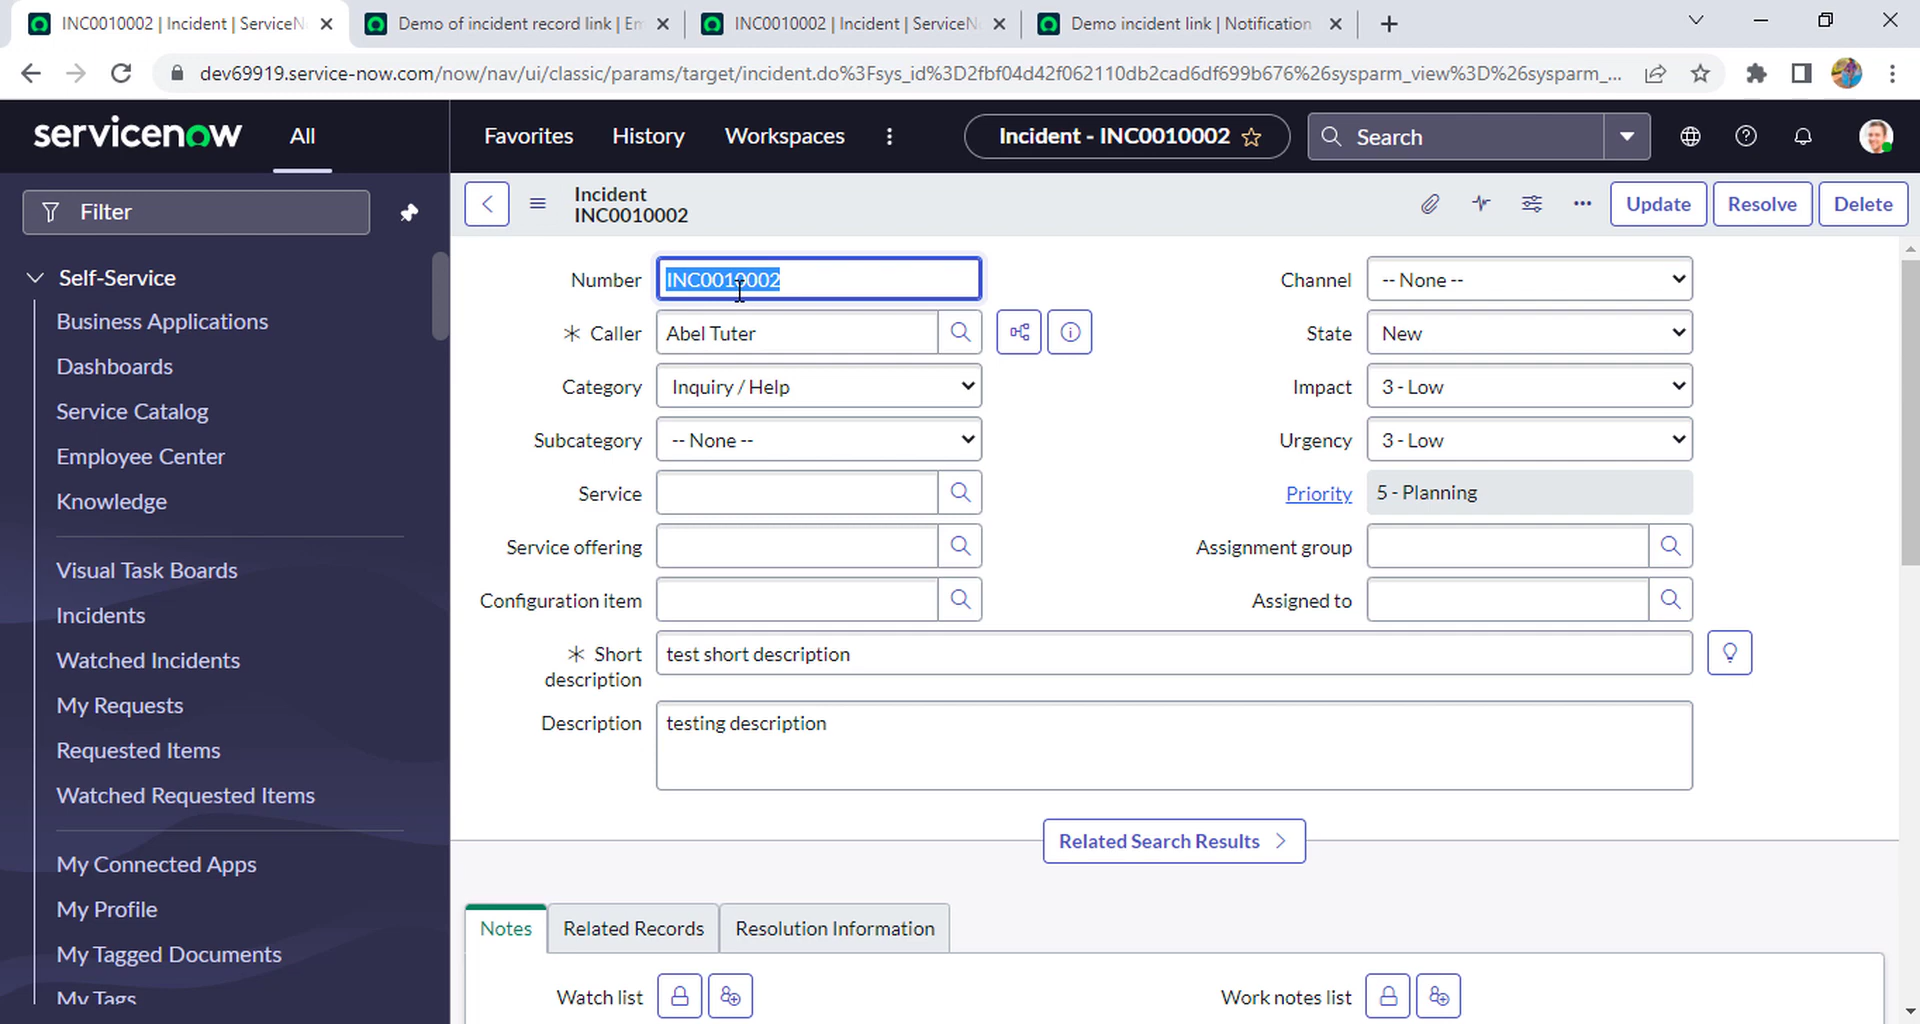 INC0010002 | Incident | ServiceN
Demo of incident record link | Em
INC0010002 | Incident | ServiceN
Demo incident link | Notification
dev69919.service-now.com/now/nav/ui/classic/params/target/incident.do%3Fsys_id%3D2fbf04d42f062110db2cad6df699b676%26sysparm_view%3D%26sysparm_...
servicenow
All
Favorites
History
Workspaces
Incident - INC0010002
Search
Filter
Incident
INC0010002
Update
Resolve
Delete
Self-Service
Business Applications
Dashboards
Service Catalog
Employee Center
Knowledge
Visual Task Boards
Incidents
Watched Incidents
My Requests
Requested Items
Watched Requested Items
My Connected Apps
My Profile
My Tagged Documents
My Tags
Number INC0010002
Caller Abel Tuter
Category Inquiry / Help
Subcategory -- None --
Service
Service offering
Configuration item
Channel -- None --
State New
Impact 3 - Low
Urgency 3 - Low
Priority 5 - Planning
Assignment group
Assigned to
Short
description
test short description
Description testing description
Related Search Results
Notes
Related Records
Resolution Information
Watch list
Work notes list